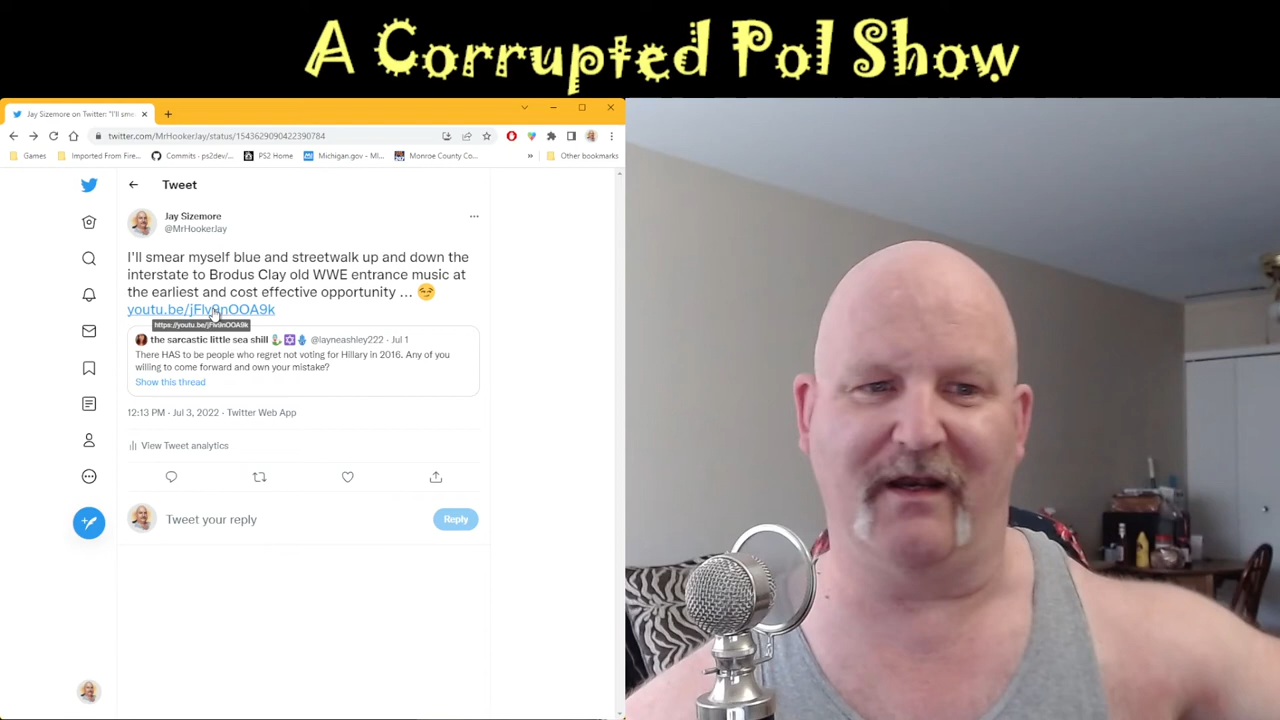 A Corrupted Pol Show
Jay Sizemore on Twitter: "I'll sme
twitter.com/MrHookerJay/status/1543629090422390784
Games
Imported From Fire...
Commits · ps2dev/...
PS2 Home
Michigan.gov - MI...
Monroe County Co...
»
Other bookmarks
Tweet
Jay Sizemore
@MrHookerJay
I'll smear myself blue and streetwalk up and down the
interstate to Brodus Clay old WWE entrance music at
the earliest and cost effective opportunity ... 😏
youtu.be/jFlv9nOOA9k
https://youtu.be/jFlv9nOOA9k
the sarcastic little sea shill @layneashley222 · Jul 1
There HAS to be people who regret not voting for Hillary in 2016. Any of you
willing to come forward and own your mistake?
Show this thread
12:13 PM · Jul 3, 2022 · Twitter Web App
View Tweet analytics
Tweet your reply
Reply